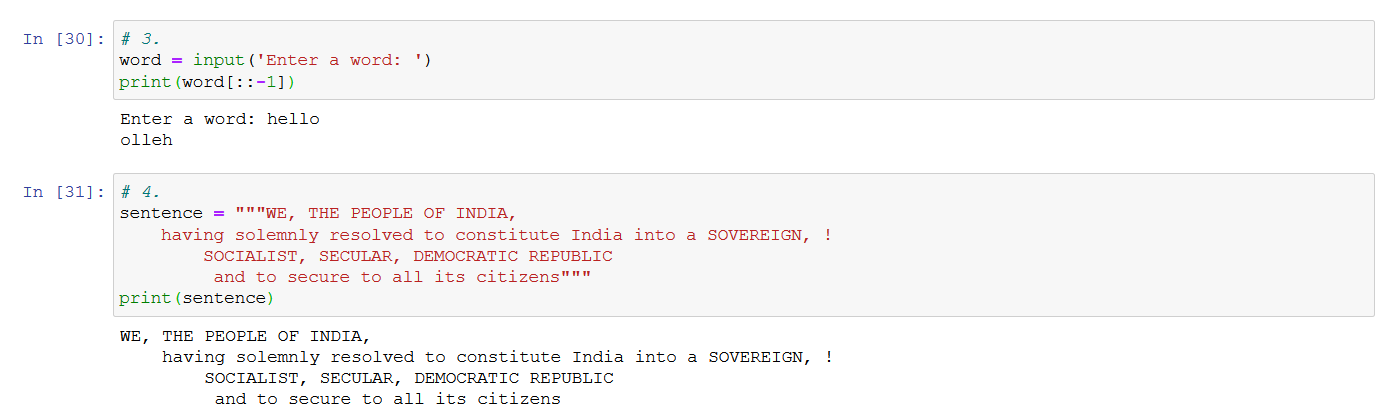 In [30]: # 3.
word = input('Enter a word: ')
print(word[::-1])
Enter a word: hello
olleh
In [31]: # 4.
sentence = """WE, THE PEOPLE OF INDIA,
    having solemnly resolved to constitute India into a SOVEREIGN, !
        SOCIALIST, SECULAR, DEMOCRATIC REPUBLIC
         and to secure to all its citizens"""
print(sentence)
WE, THE PEOPLE OF INDIA,
    having solemnly resolved to constitute India into a SOVEREIGN, !
        SOCIALIST, SECULAR, DEMOCRATIC REPUBLIC
         and to secure to all its citizens